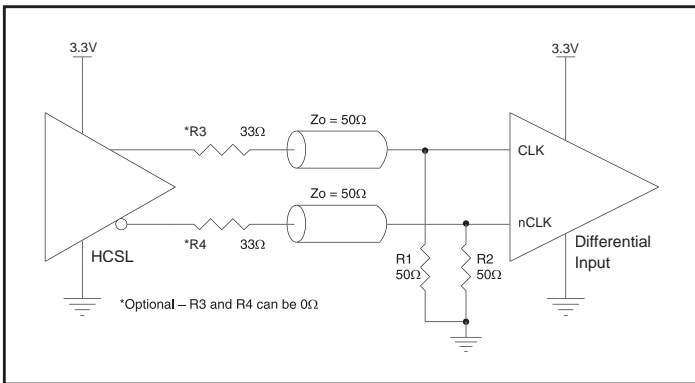 3.3V
3.3V
*R3 33Ω
Zo = 50Ω
CLK
*R4 33Ω
Zo = 50Ω
nCLK
HCSL
R1
50Ω
R2
50Ω
Differential
Input
*Optional – R3 and R4 can be 0Ω